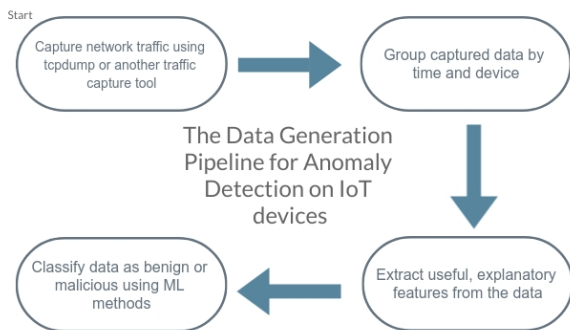 Start
Capture network traffic using
tcpdump or another traffic
capture tool
Group captured data by
time and device
The Data Generation
Pipeline for Anomaly
Detection on IoT
devices
Extract useful, explanatory
features from the data
Classify data as benign or
malicious using ML
methods